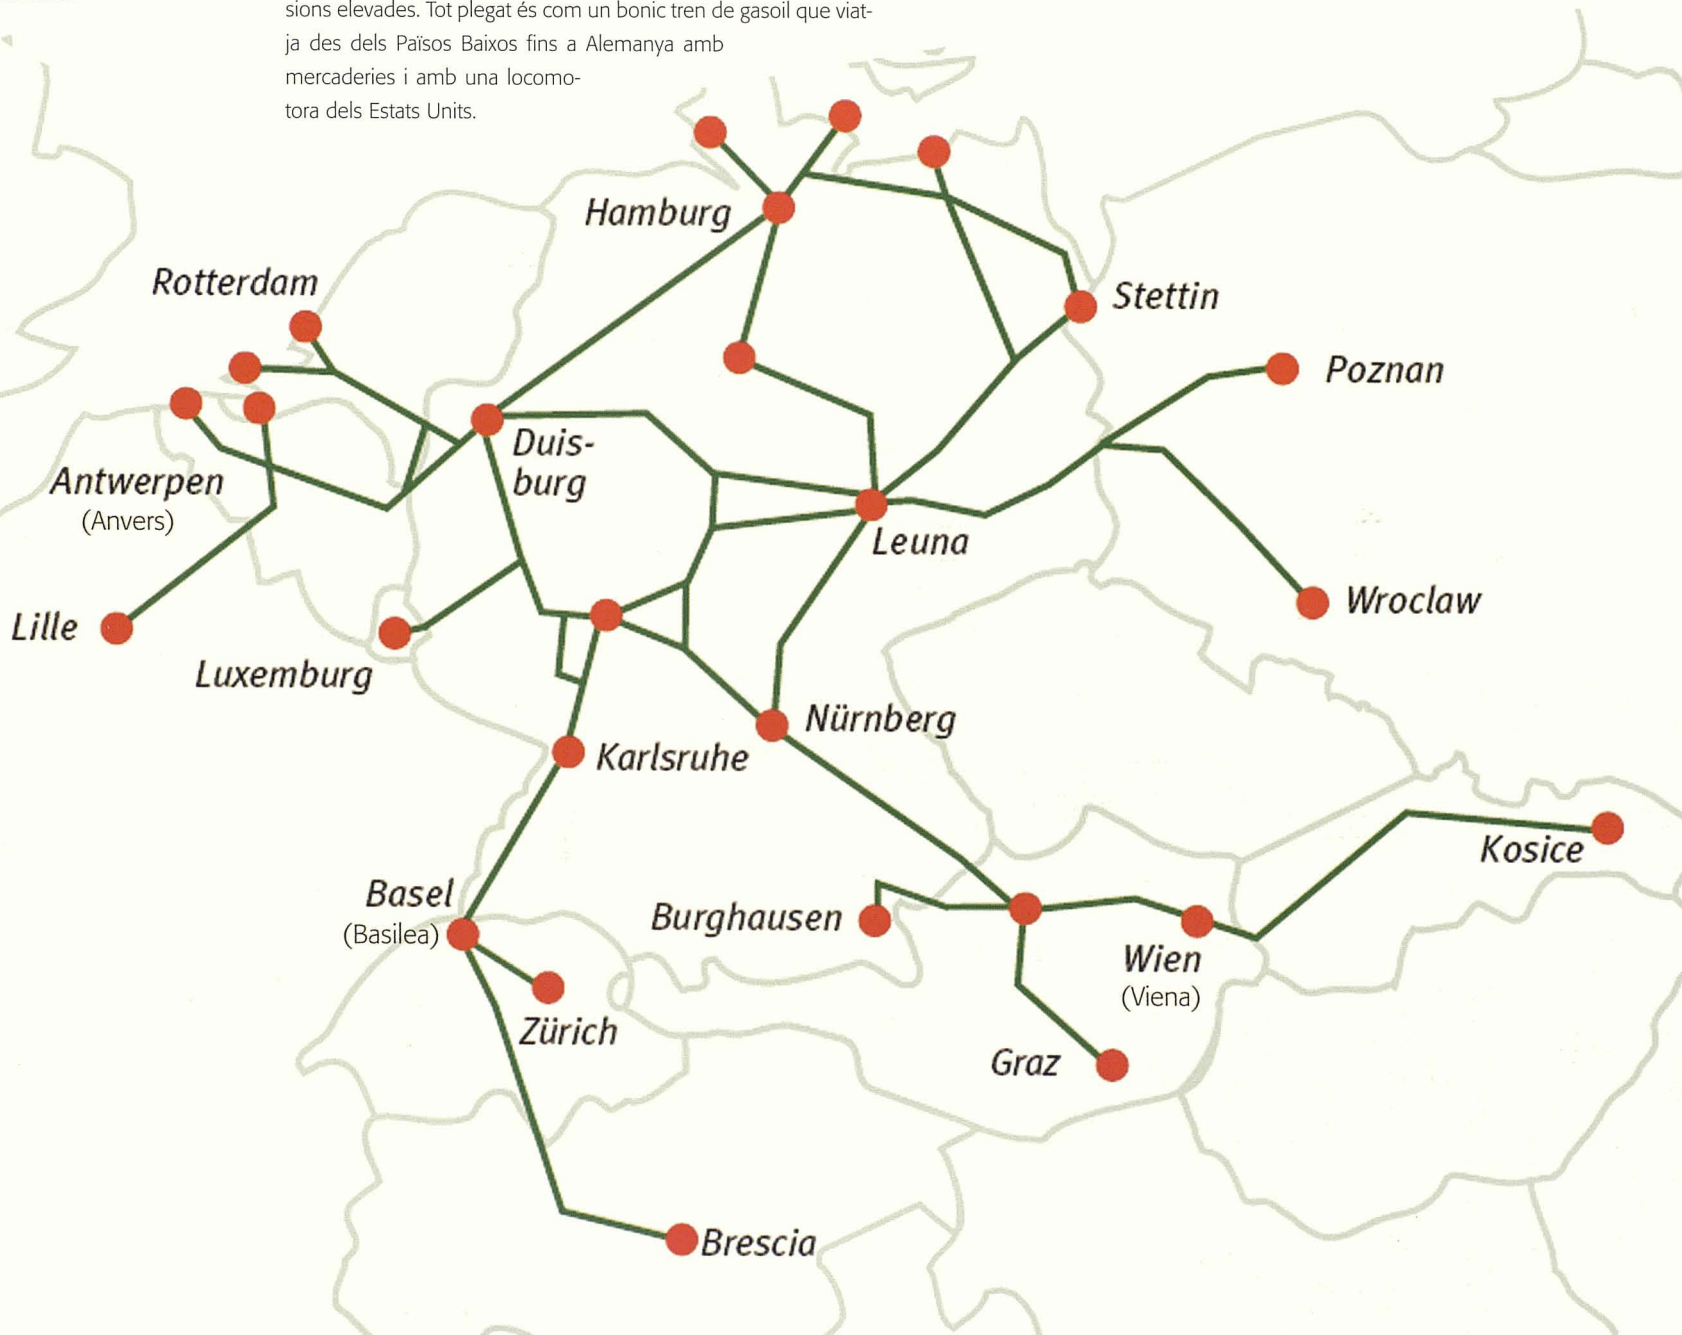 sions elevades. Tot plegat és com un bonic tren de gasoil que viat-
ja des dels Països Baixos fins a Alemanya amb
mercaderies i amb una locomo-
tora dels Estats Units.
Hamburg
Rotterdam
Stettin
Poznan
Duis-
burg
Antwerpen
(Anvers)
Leuna
Lille
Wroclaw
Luxemburg
Nürnberg
Karlsruhe
Kosice
Basel
(Basilea)
Burghausen
Wien
(Viena)
Zürich
Graz
Brescia